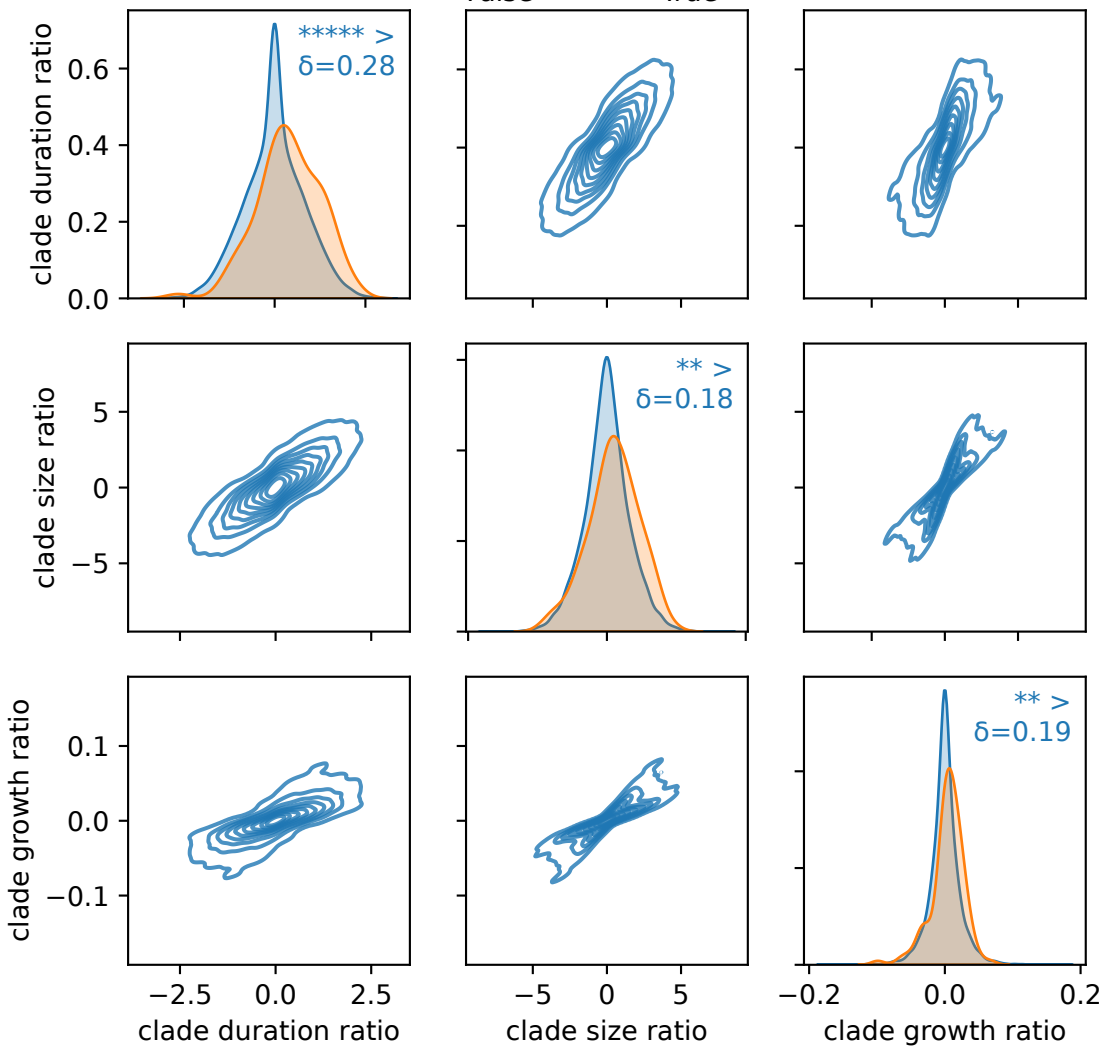 ***** >
δ=0.28
clade duration ratio
0.6
0.4
0.2
0.0
** >
δ=0.18
clade size ratio
5
0
−5
** >
δ=0.19
clade growth ratio
0.1
0.0
−0.1
−2.5 0.0 2.5 −5 0 5 −0.2 0.0 0.2
clade duration ratio clade size ratio clade growth ratio